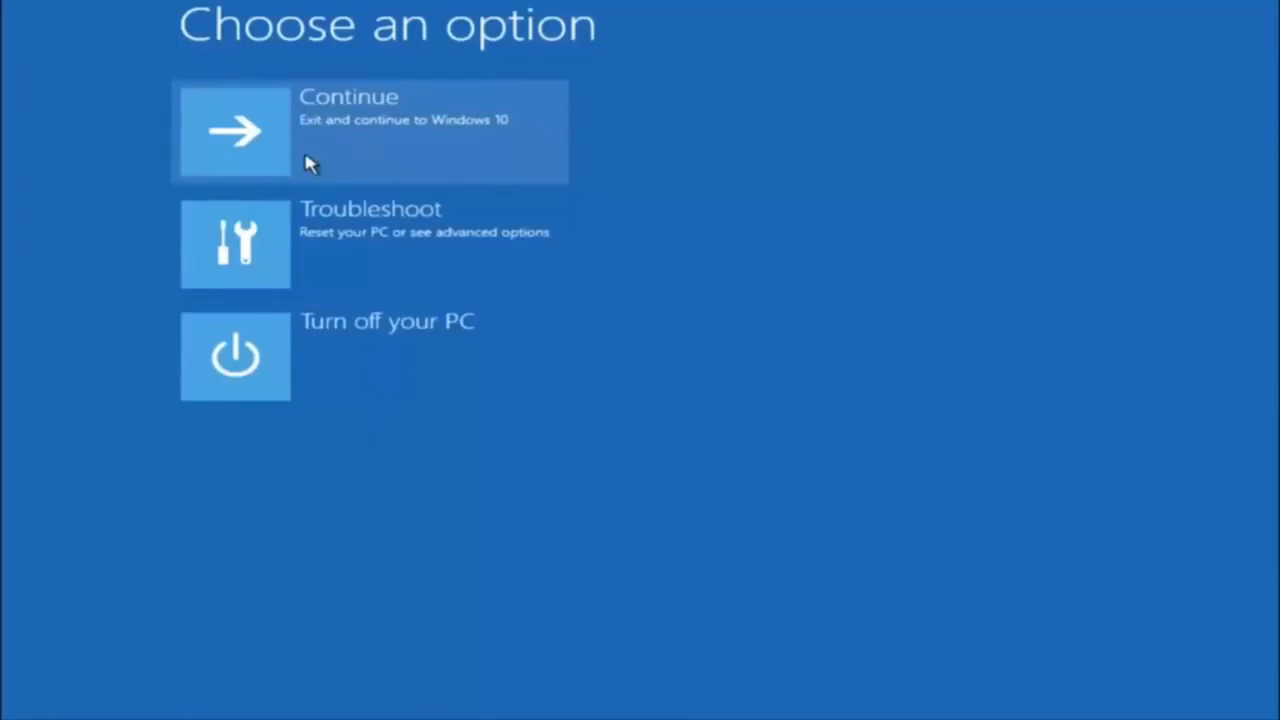 Choose an option
Continue
Exit and continue to Windows 10
Troubleshoot
Reset your PC or see advanced options
Turn off your PC